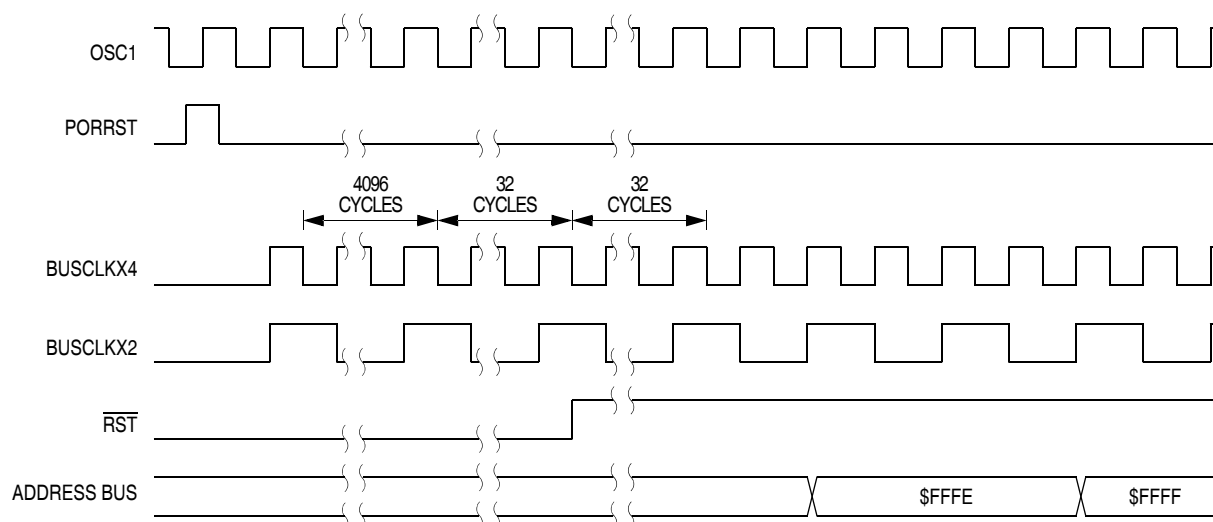 OSC1
PORRST
4096
CYCLES
32
CYCLES
32
CYCLES
BUSCLKX4
BUSCLKX2
RST
ADDRESS BUS
$FFFE
$FFFF